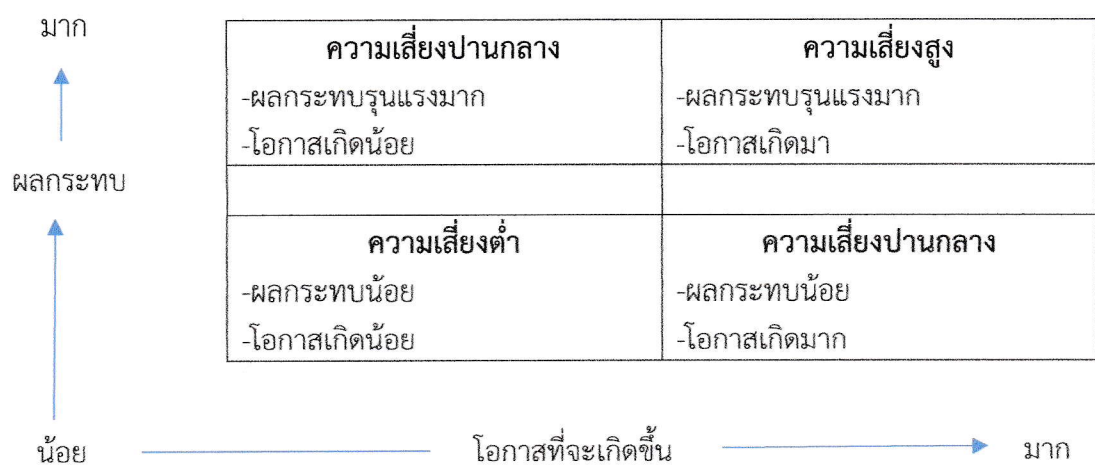 มาก
ความเสี่ยงปานกลาง ความเสี่ยงสูง
-ผลกระทบรุนแรงมาก -ผลกระทบรุนแรงมาก
-โอกาสเกิดน้อย -โอกาสเกิดมา
ผลกระทบ
ความเสี่ยงต่ำ ความเสี่ยงปานกลาง
-ผลกระทบน้อย -ผลกระทบน้อย
-โอกาสเกิดน้อย -โอกาสเกิดมาก
น้อย โอกาสที่จะเกิดขึ้น มาก